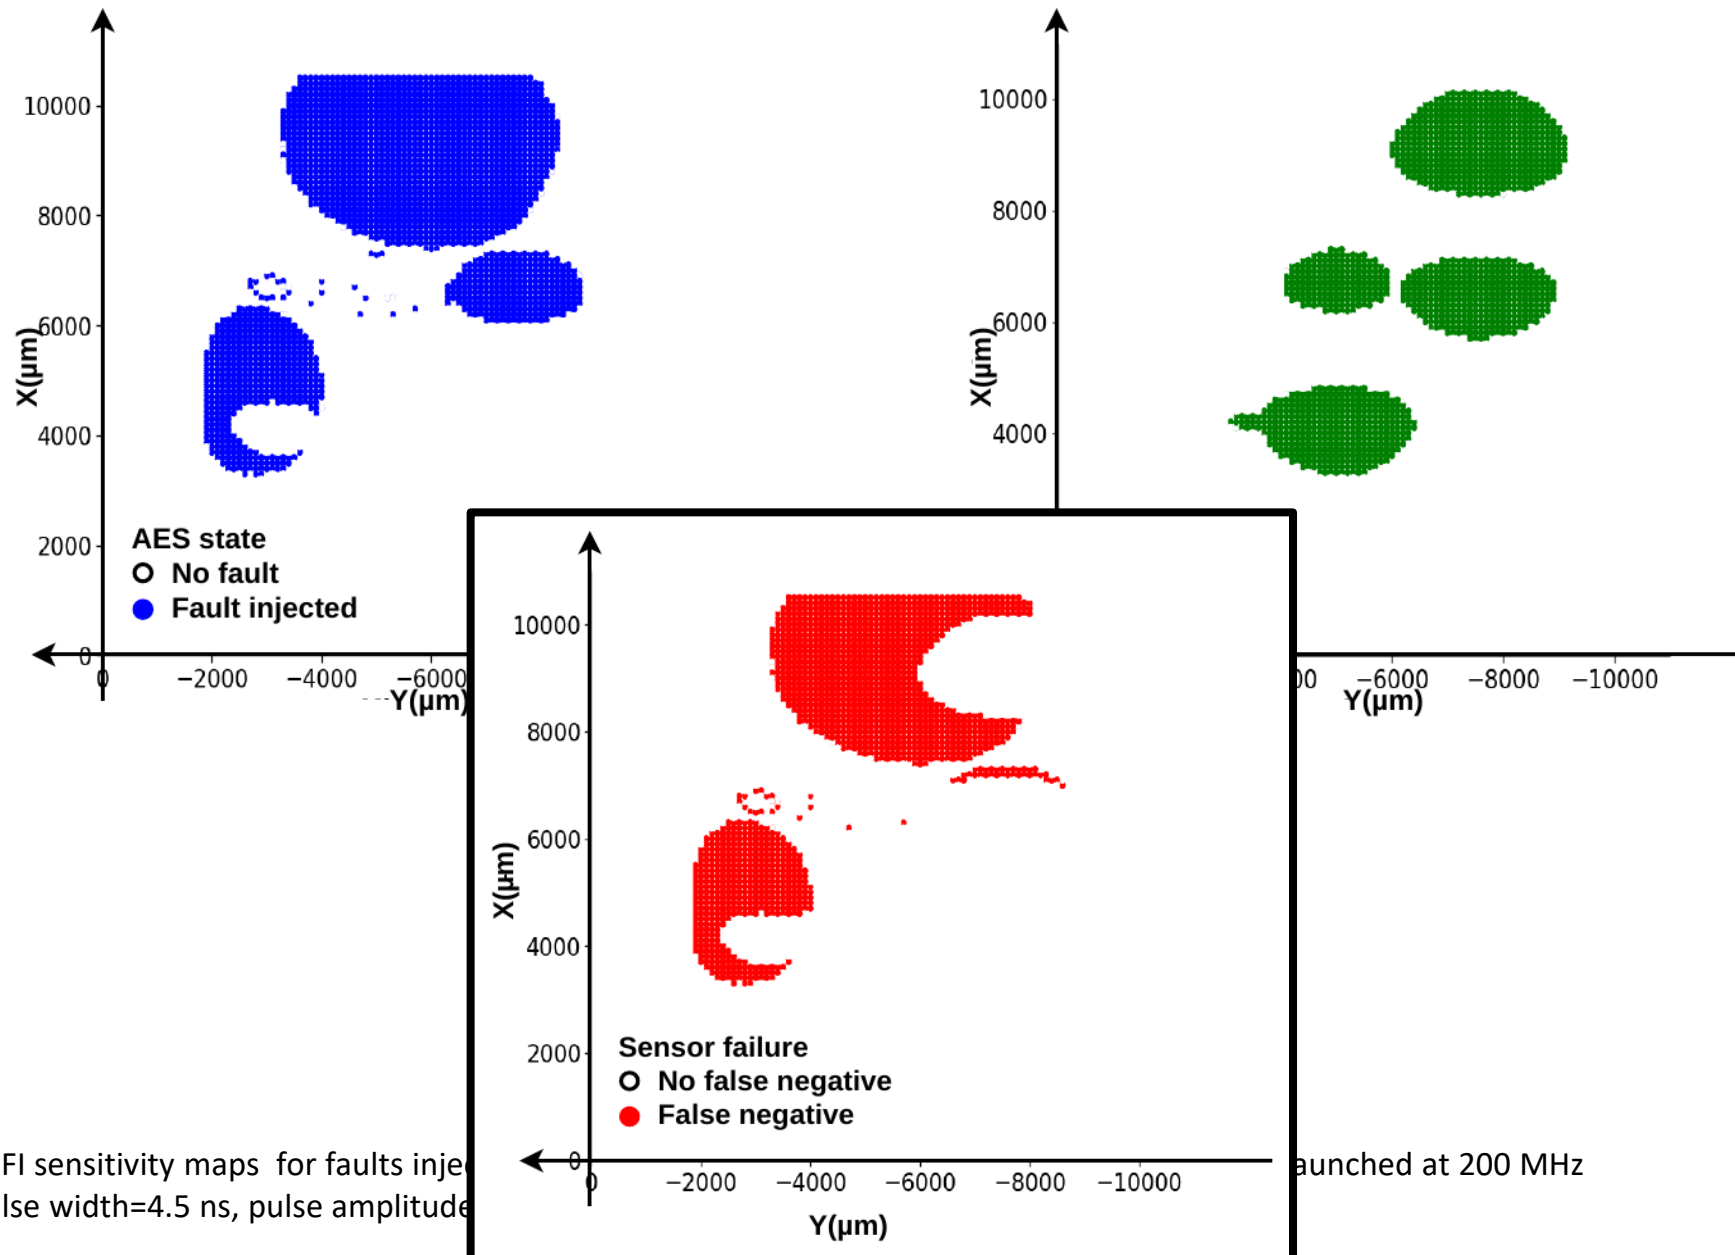 10000
8000
6000
4000
2000
0
X(µm)
AES state
No fault
Fault injected
0
−2000
−4000
−6000
Y(µm)
10000
8000
6000
4000
X(µm)
−6000
−8000
−10000
Y(µm)
10000
8000
6000
4000
2000
0
X(µm)
Sensor failure
No false negative
False negative
0
−2000
−4000
−6000
−8000
−10000
Y(µm)
FI sensitivity maps for faults inje
aunched at 200 MHz
lse width=4.5 ns, pulse amplitude